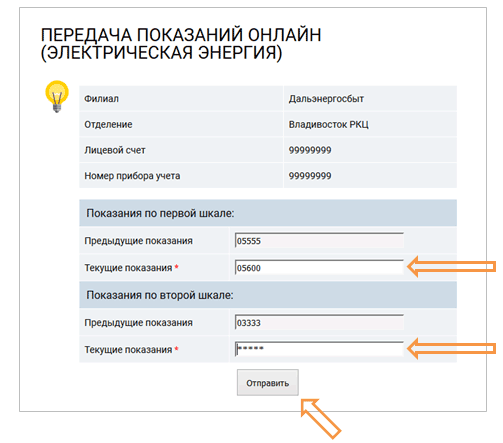 ПЕРЕДАЧА ПОКАЗАНИЙ ОНЛАЙН
(ЭЛЕКТРИЧЕСКАЯ ЭНЕРГИЯ)
Филиал Дальэнергосбыт
Отделение Владивосток РКЦ
Лицевой счет 99999999
Номер прибора учета 99999999
Показания по первой шкале:
Предыдущие показания 05555
Текущие показания * 05600
Показания по второй шкале:
Предыдущие показания 03333
Текущие показания * *****
Отправить